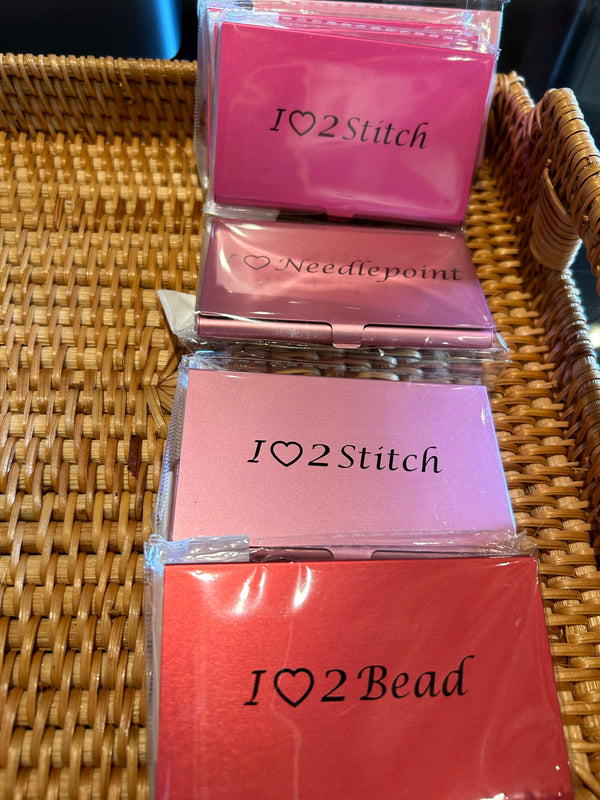 I♡2 Stitch
I ♡ Needlepoint
I♡2 Stitch
I♡2 Bead